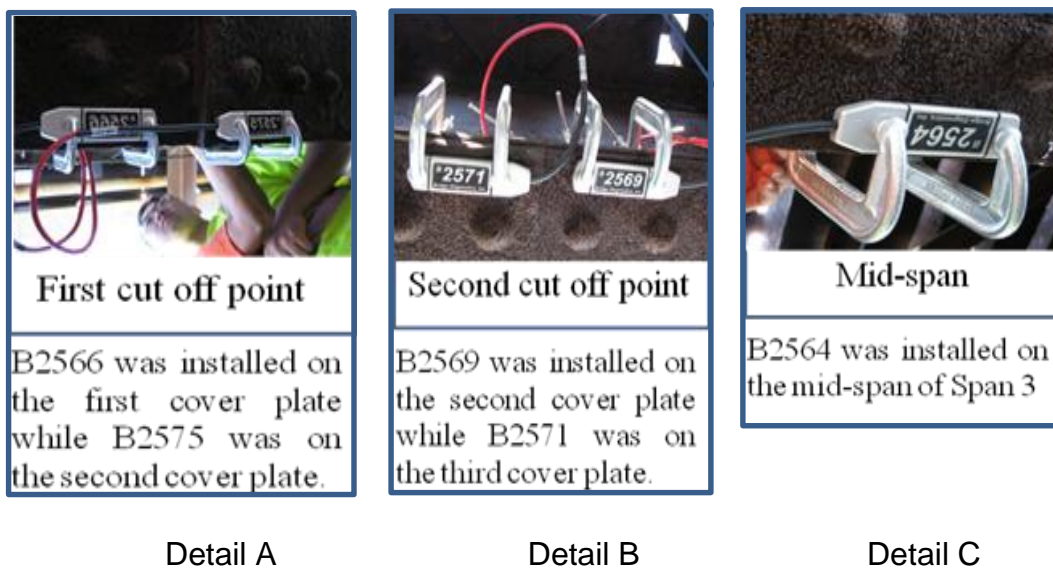 2566
2575
#2571
#2569
#2564
First cut off point
Second cut off point
Mid-span
B2566 was installed on
the first cover plate
while B2575 was on
the second cover plate.
B2569 was installed on
the second cover plate
while B2571 was on
the third cover plate.
B2564 was installed on
the mid-span of Span 3
Detail A
Detail B
Detail C